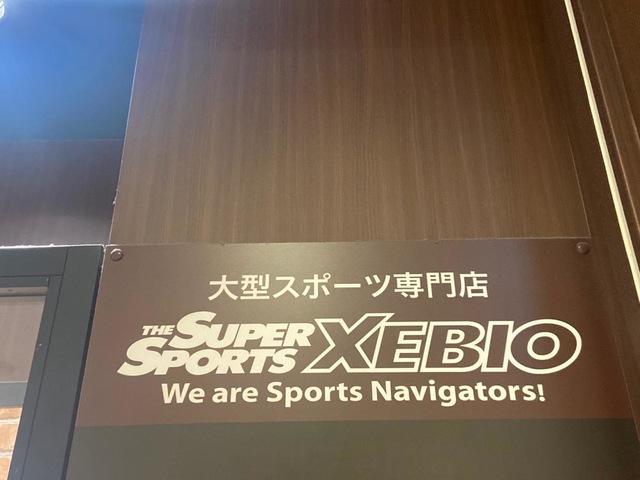 大型スポーツ専門店
THE SUPER SPORTS XEBIO
We are Sports Navigators!